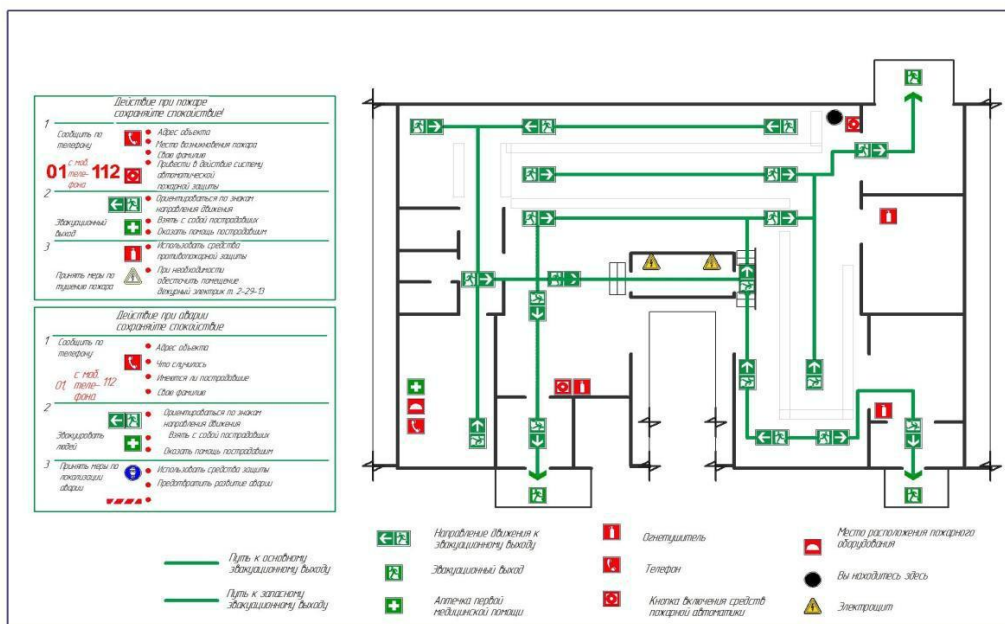 Действие при пожаре
сохраняйте спокойствие!
1
Сообщить по
телефону
01 с моб. теле- фона 112
Адрес объекта
Место возникновения пожара
Свое фамилие
Привести в действие систему
автоматической
пожарной защиты
2
Эвакуационный
выход
Ориентироваться по знакам
направления движения
Взять с собой пострадавших
Оказать помощь пострадавшим
3
Принять меры по
тушению пожара
Использовать средства
противопожарной защиты
При необходимости
обесточить помещение
дежурный электрик т. 2-29-13
Действие при аварии
сохраняйте спокойствие
1
Сообщить по
телефону
01 с моб. теле- фона 112
Адрес объекта
Что случилось
Имеется ли пострадавшие
Свое фамилие
2
Эвакуировать
людей
Ориентироваться по знакам
направления движения
Взять с собой пострадавших
Оказать помощь пострадавшим
3
Принять меры по
локализации
аварии
Использовать средства защиты
Предотвратить развитие аварии
Путь к основному
эвакуационному выходу
Путь к запасному
эвакуационному выходу
Направление движения к
эвакуационному выходу
Эвакуационный выход
Аптечка первой
медицинской помощи
Огнетушитель
Телефон
Кнопка включения средств
пожарной автоматики
Место расположения пожарного
оборудования
Вы находитесь здесь
Электрощит